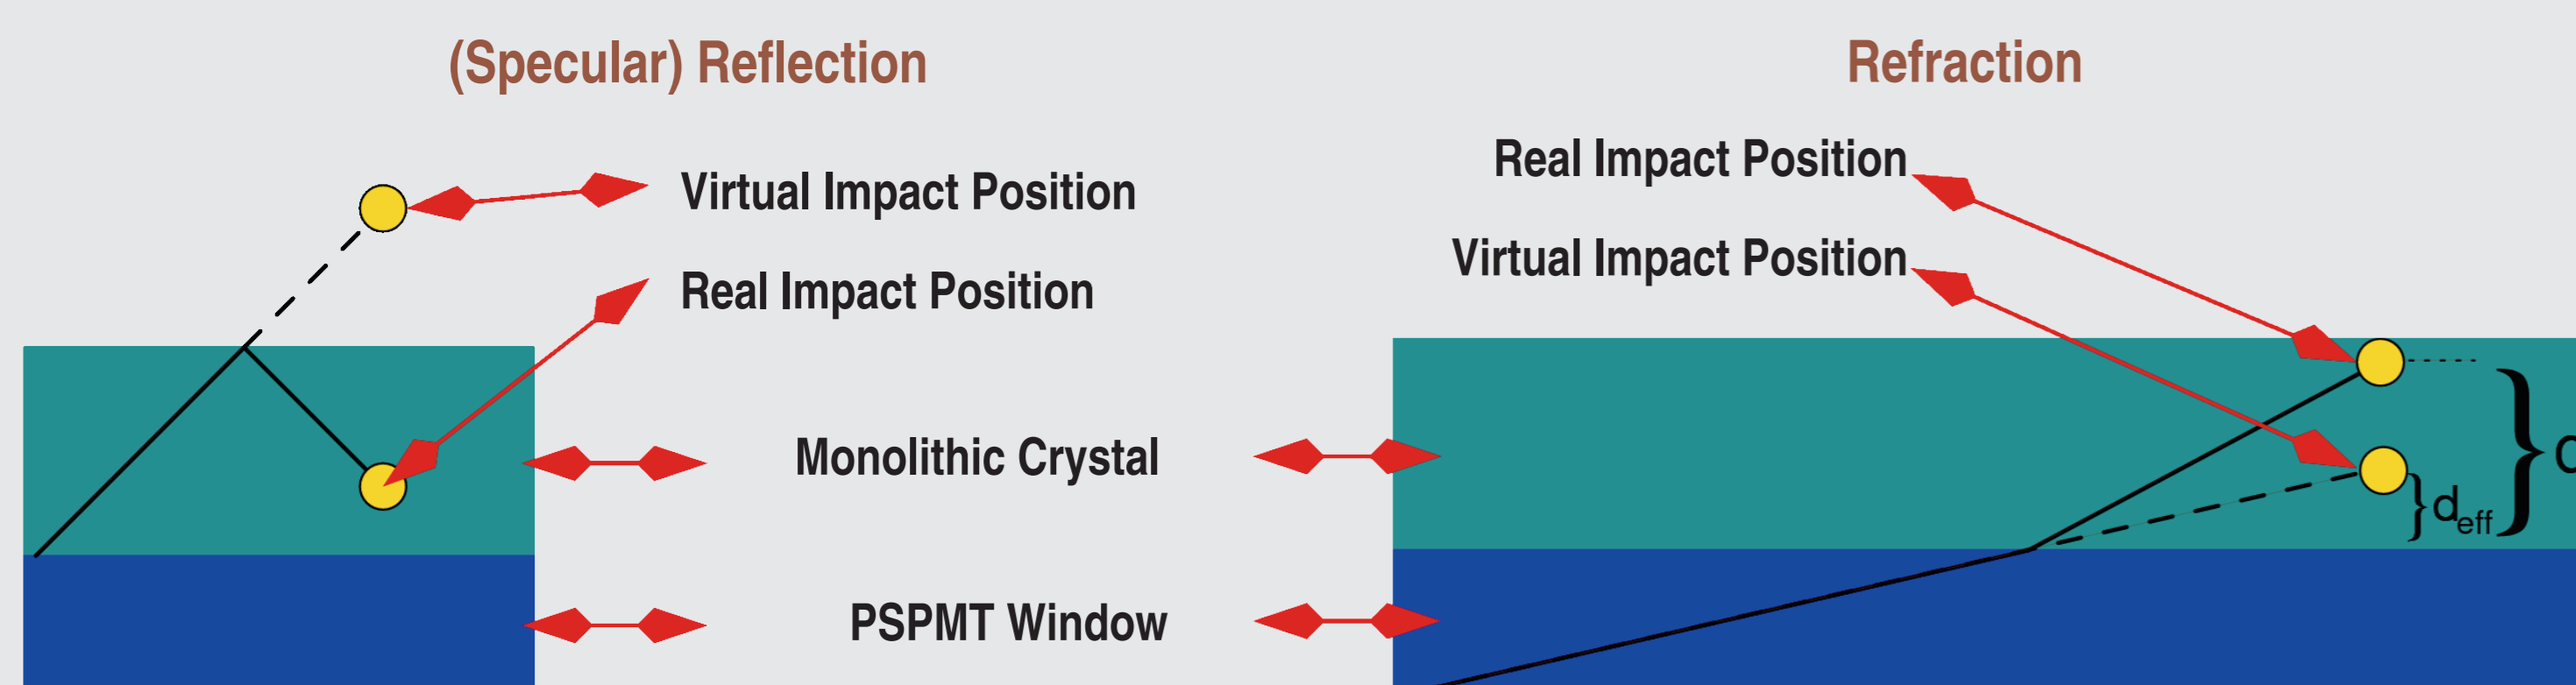 (Specular) Reflection
Refraction
Virtual Impact Position
Real Impact Position
Real Impact Position
Virtual Impact Position
Monolithic Crystal
PSPMT Window
d_eff